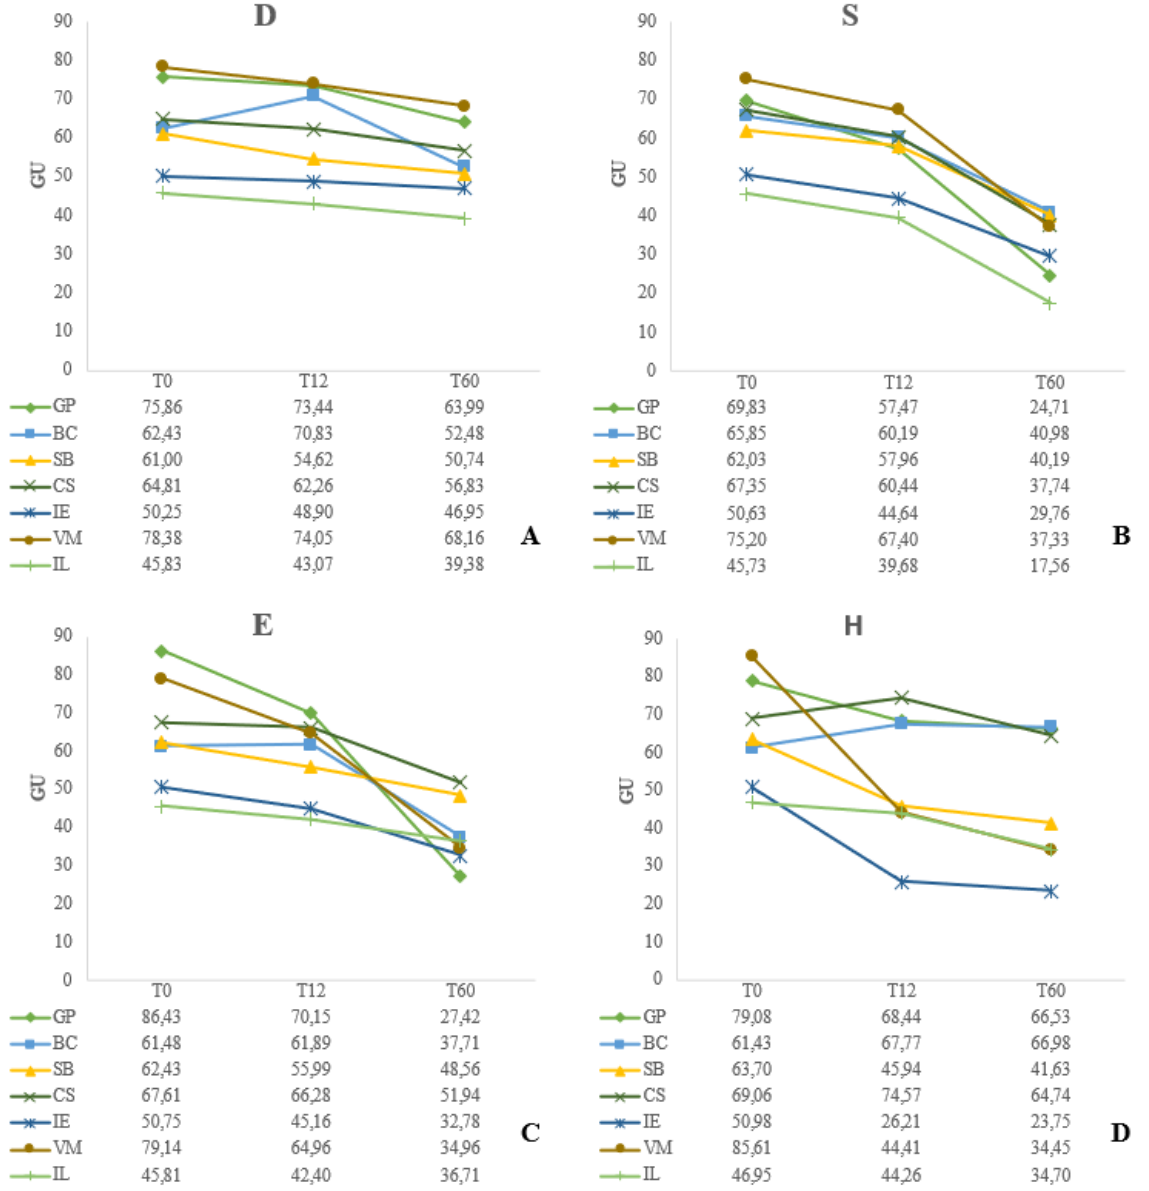 D
90
80
70
60
50
40
30
20
10
0
GU
T0 T12 T60
GP 75,86 73,44 63,99
BC 62,43 70,83 52,48
SB 61,00 54,62 50,74
CS 64,81 62,26 56,83
IE 50,25 48,90 46,95
VM 78,38 74,05 68,16
IL 45,83 43,07 39,38
A
S
90
80
70
60
50
40
30
20
10
0
GU
T0 T12 T60
GP 69,83 57,47 24,71
BC 65,85 60,19 40,98
SB 62,03 57,96 40,19
CS 67,35 60,44 37,74
IE 50,63 44,64 29,76
VM 75,20 67,40 37,33
IL 45,73 39,68 17,56
B
E
90
80
70
60
50
40
30
20
10
0
GU
T0 T12 T60
GP 86,43 70,15 27,42
BC 61,48 61,89 37,71
SB 62,43 55,99 48,56
CS 67,61 66,28 51,94
IE 50,75 45,16 32,78
VM 79,14 64,96 34,96
IL 45,81 42,40 36,71
C
H
90
80
70
60
50
40
30
20
10
0
GU
T0 T12 T60
GP 79,08 68,44 66,53
BC 61,43 67,77 66,98
SB 63,70 45,94 41,63
CS 69,06 74,57 64,74
IE 50,98 26,21 23,75
VM 85,61 44,41 34,45
IL 46,95 44,26 34,70
D